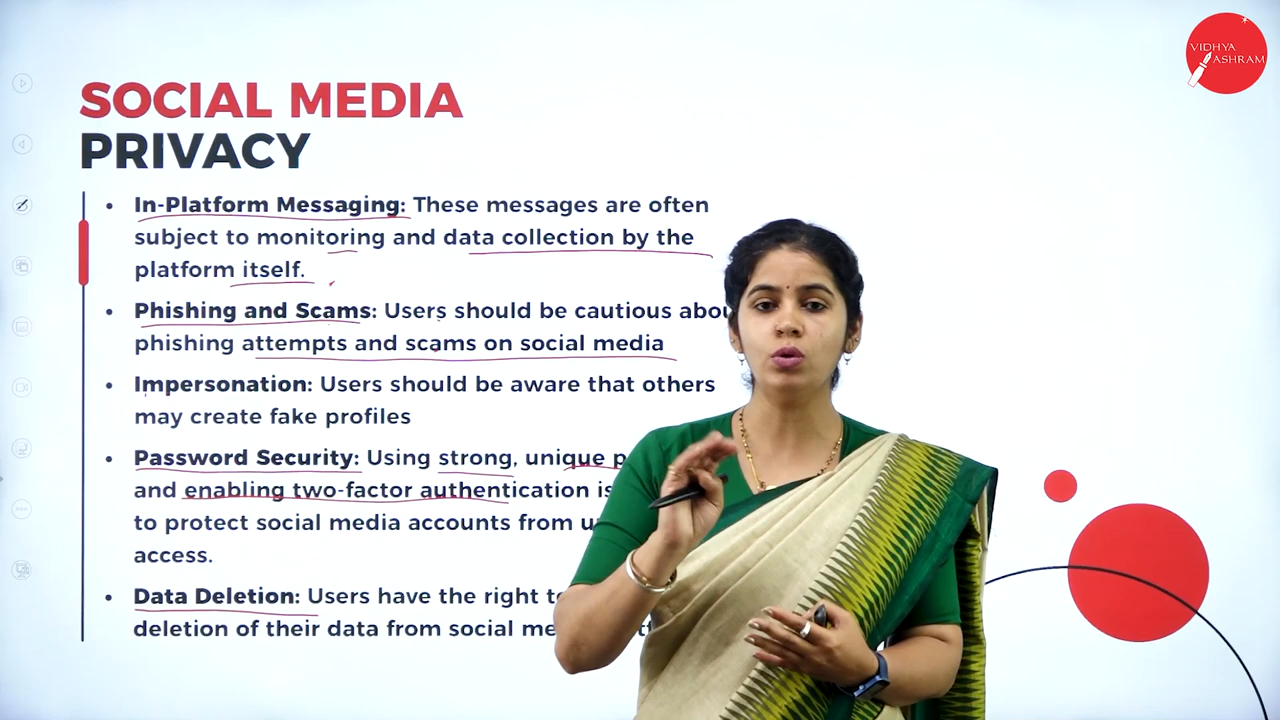 VIDHYA
ASHRAM
SOCIAL MEDIA
PRIVACY
• In-Platform Messaging: These messages are often
subject to monitoring and data collection by the
platform itself.
• Phishing and Scams: Users should be cautious abou
phishing attempts and scams on social media
• Impersonation: Users should be aware that others
may create fake profiles
• Password Security: Using strong, unique p
and enabling two-factor authentication is
to protect social media accounts from u
access.
• Data Deletion: Users have the right to
deletion of their data from social me